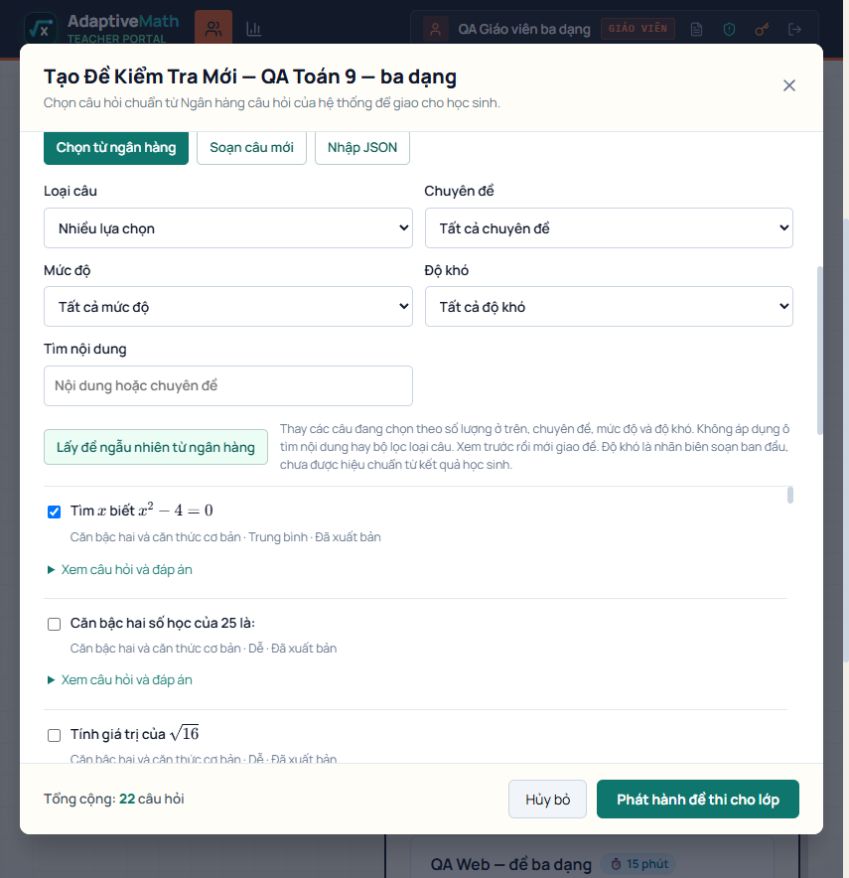 AdaptiveMath
TEACHER PORTAL
QA Giáo viên ba dạng
GIÁO VIÊN
Tạo Đề Kiểm Tra Mới — QA Toán 9 — ba dạng
Chọn câu hỏi chuẩn từ Ngân hàng câu hỏi của hệ thống để giao cho học sinh.
Chọn từ ngân hàng
Soạn câu mới
Nhập JSON
Loại câu
Chuyên đề
Nhiều lựa chọn
Tất cả chuyên đề
Mức độ
Độ khó
Tất cả mức độ
Tất cả độ khó
Tìm nội dung
Nội dung hoặc chuyên đề
Lấy đề ngẫu nhiên từ ngân hàng
Thay các câu đang chọn theo số lượng ở trên, chuyên đề, mức độ và độ khó. Không áp dụng ô
tìm nội dung hay bộ lọc loại câu. Xem trước rồi mới giao đề. Độ khó là nhãn biên soạn ban đầu,
chưa được hiệu chuẩn từ kết quả học sinh.
Tìm x biết x² − 4 = 0
Căn bậc hai và căn thức cơ bản · Trung bình · Đã xuất bản
▶ Xem câu hỏi và đáp án
Căn bậc hai số học của 25 là:
Căn bậc hai và căn thức cơ bản · Dễ · Đã xuất bản
▶ Xem câu hỏi và đáp án
Tính giá trị của √16
Căn bậc hai và căn thức cơ bản · Dễ · Đã xuất bản
Tổng cộng: 22 câu hỏi
Hủy bỏ
Phát hành đề thi cho lớp
QA Web — đề ba dạng
15 phút